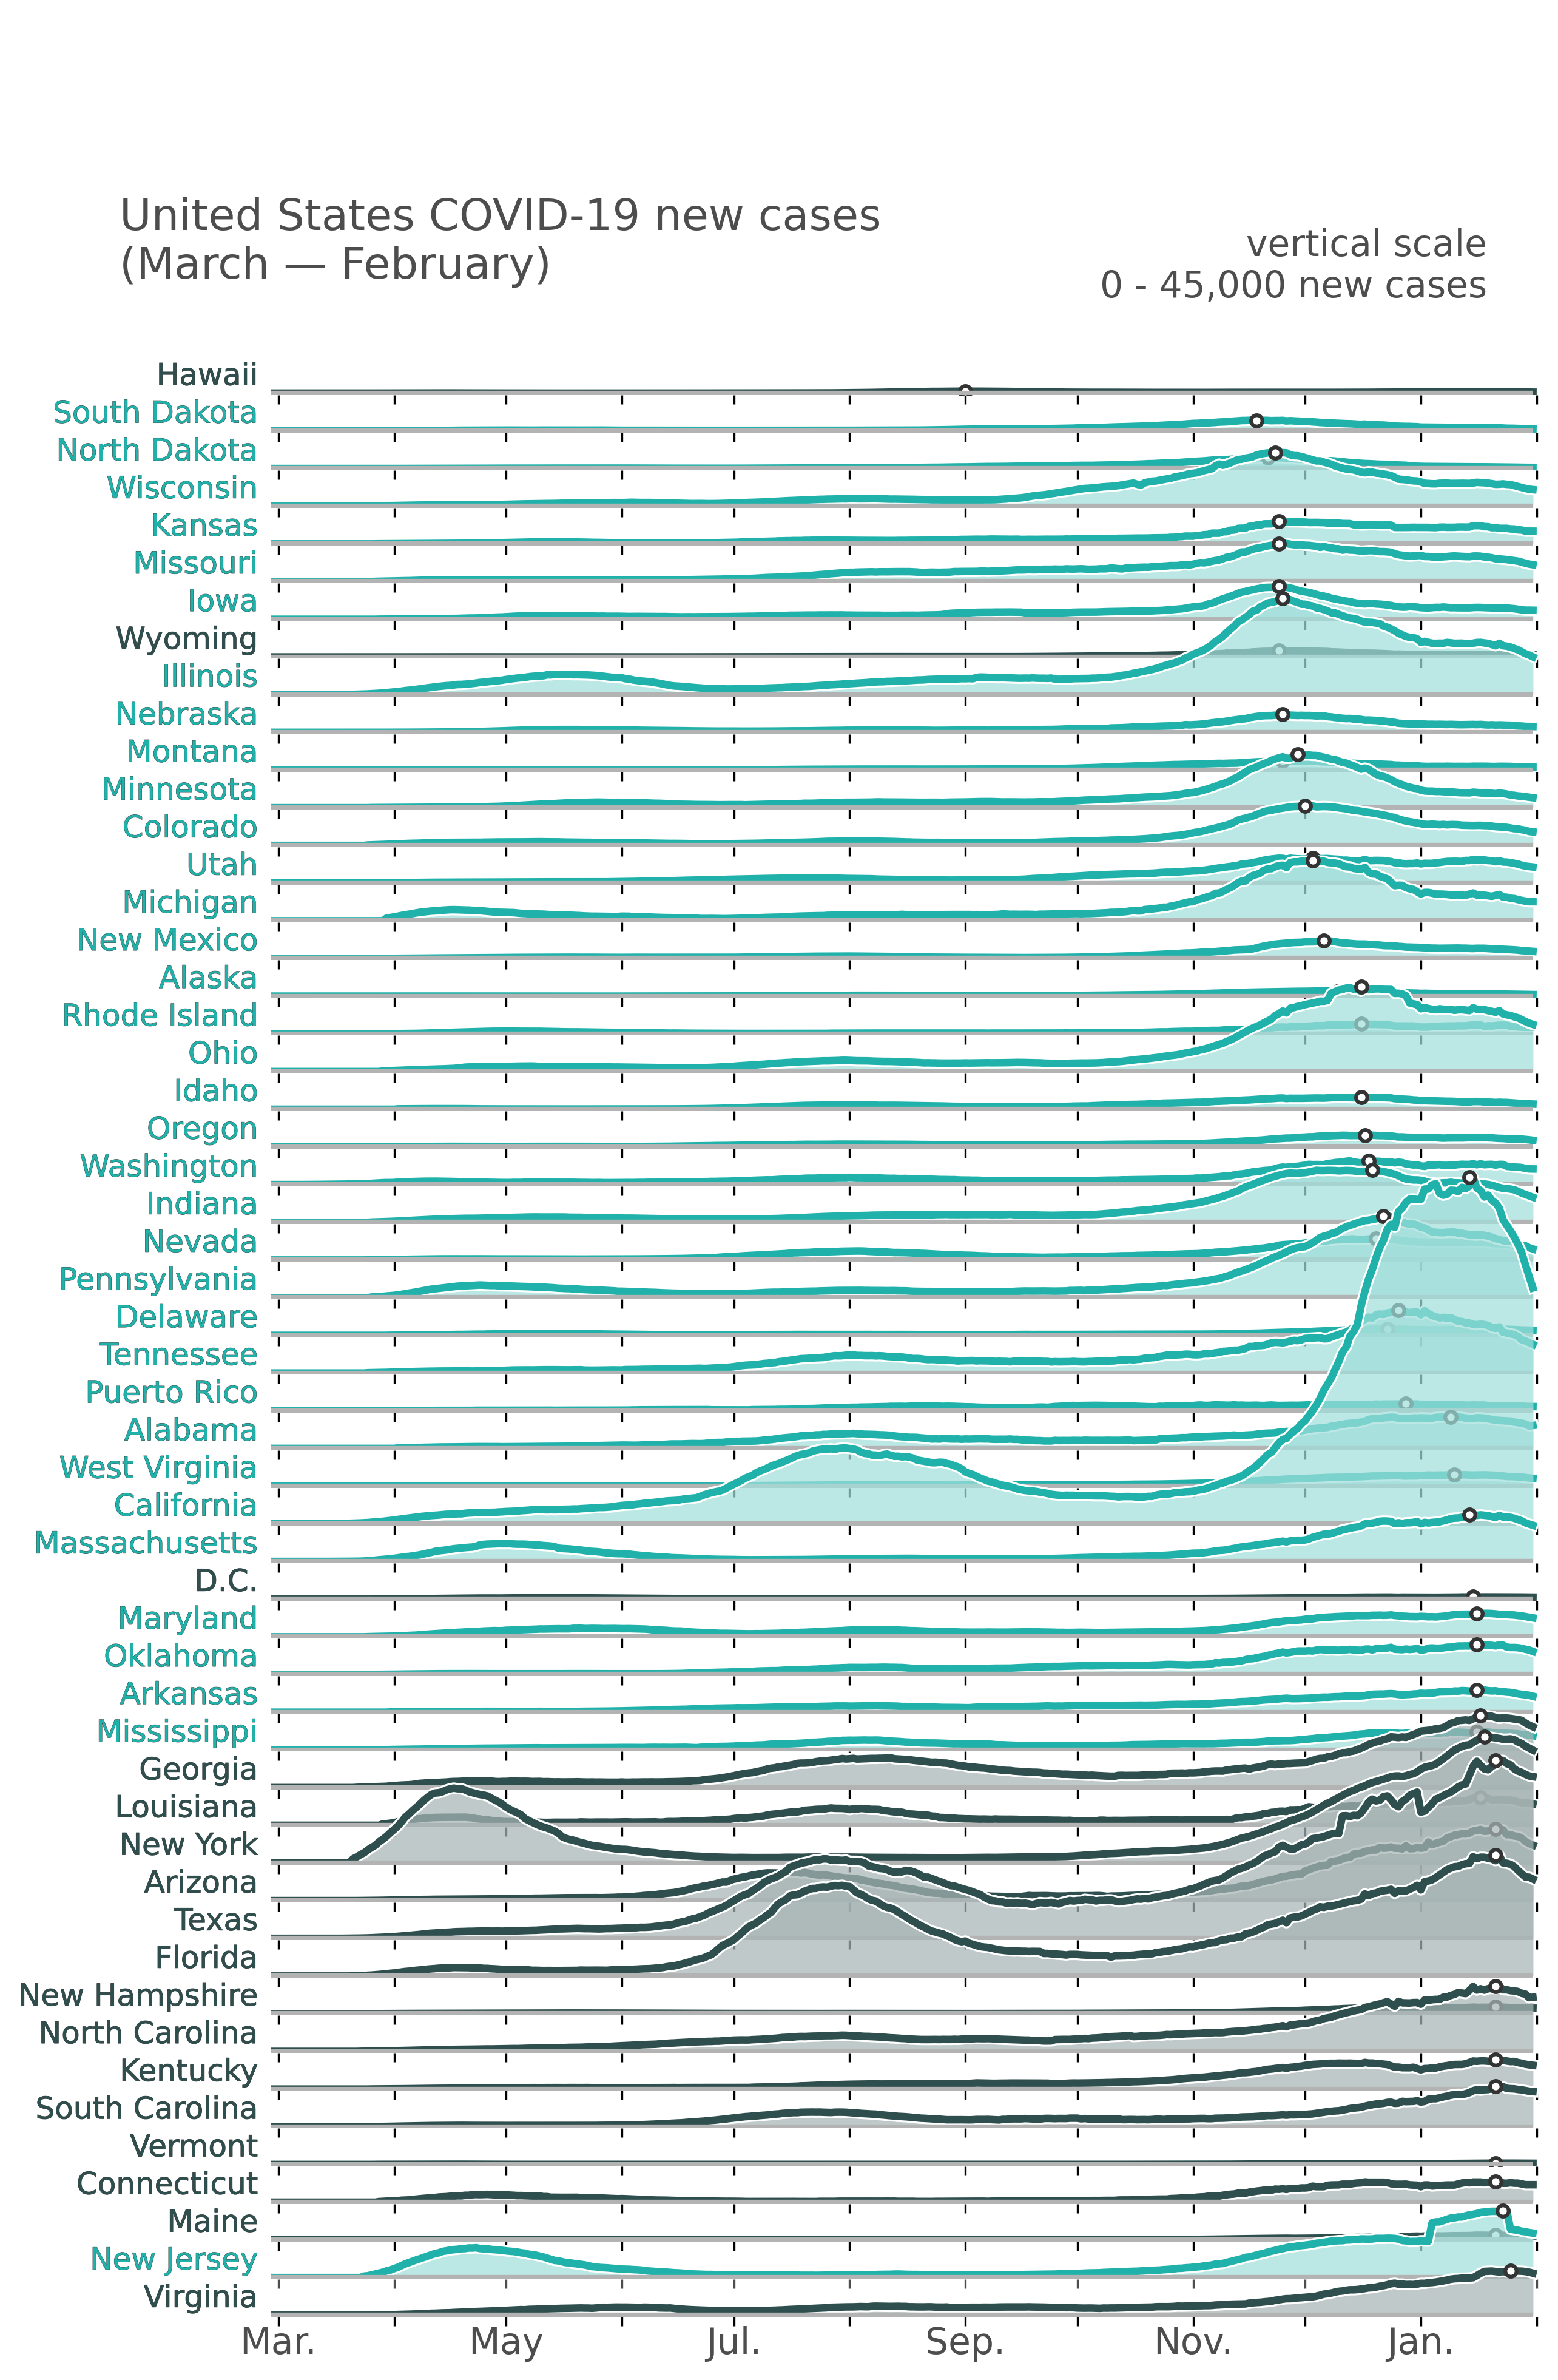 United States COVID-19 new cases
(March — February)
vertical scale
0 - 45,000 new cases
Hawaii
South Dakota
North Dakota
Wisconsin
Kansas
Missouri
Iowa
Wyoming
Illinois
Nebraska
Montana
Minnesota
Colorado
Utah
Michigan
New Mexico
Alaska
Rhode Island
Ohio
Idaho
Oregon
Washington
Indiana
Nevada
Pennsylvania
Delaware
Tennessee
Puerto Rico
Alabama
West Virginia
California
Massachusetts
D.C.
Maryland
Oklahoma
Arkansas
Mississippi
Georgia
Louisiana
New York
Arizona
Texas
Florida
New Hampshire
North Carolina
Kentucky
South Carolina
Vermont
Connecticut
Maine
New Jersey
Virginia
Mar. May Jul. Sep. Nov. Jan.